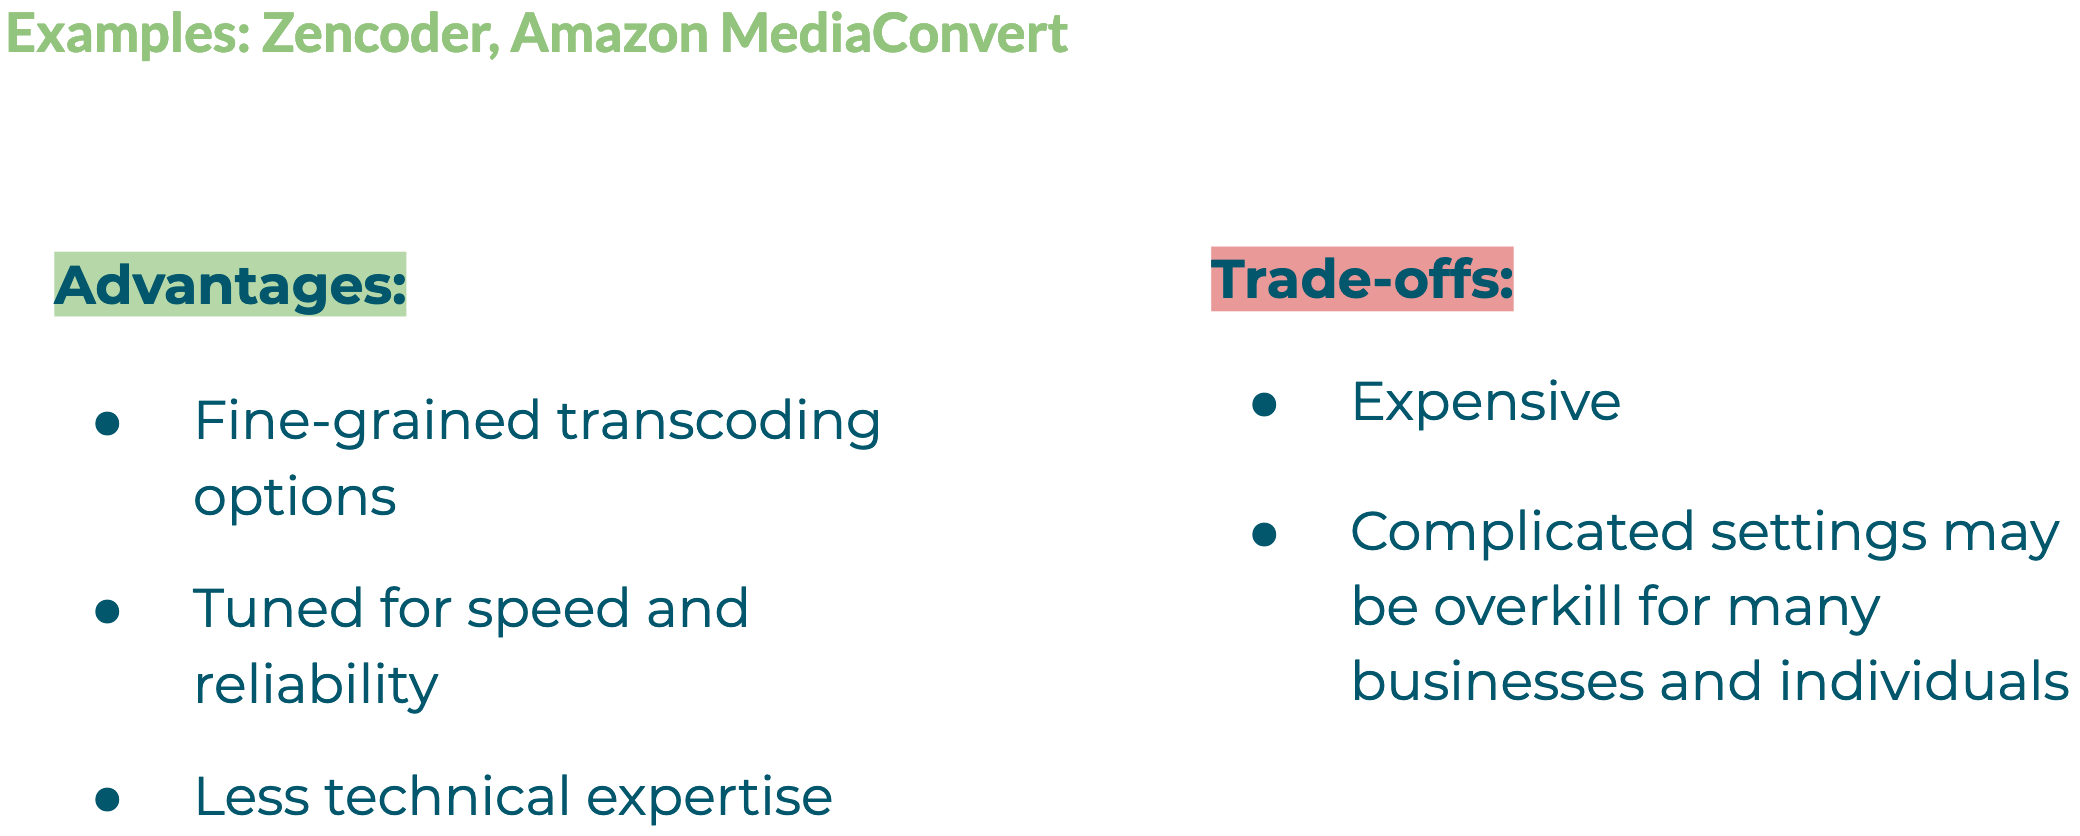 Examples: Zencoder, Amazon MediaConvert
Advantages:
● Fine-grained transcoding
options
● Tuned for speed and
reliability
● Less technical expertise
Trade-offs:
● Expensive
● Complicated settings may
be overkill for many
businesses and individuals